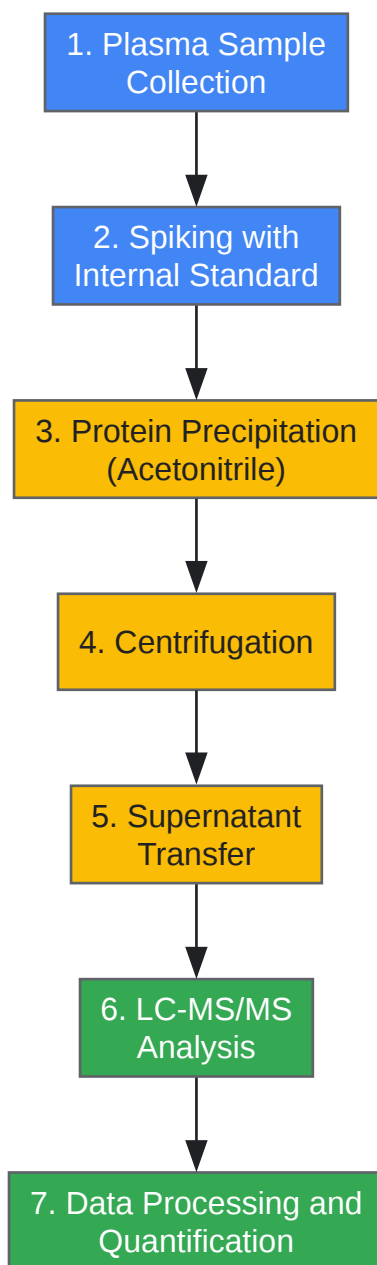 1. Plasma Sample
Collection
2. Spiking with
Internal Standard
3. Protein Precipitation
(Acetonitrile)
4. Centrifugation
5. Supernatant
Transfer
6. LC-MS/MS
Analysis
7. Data Processing and
Quantification